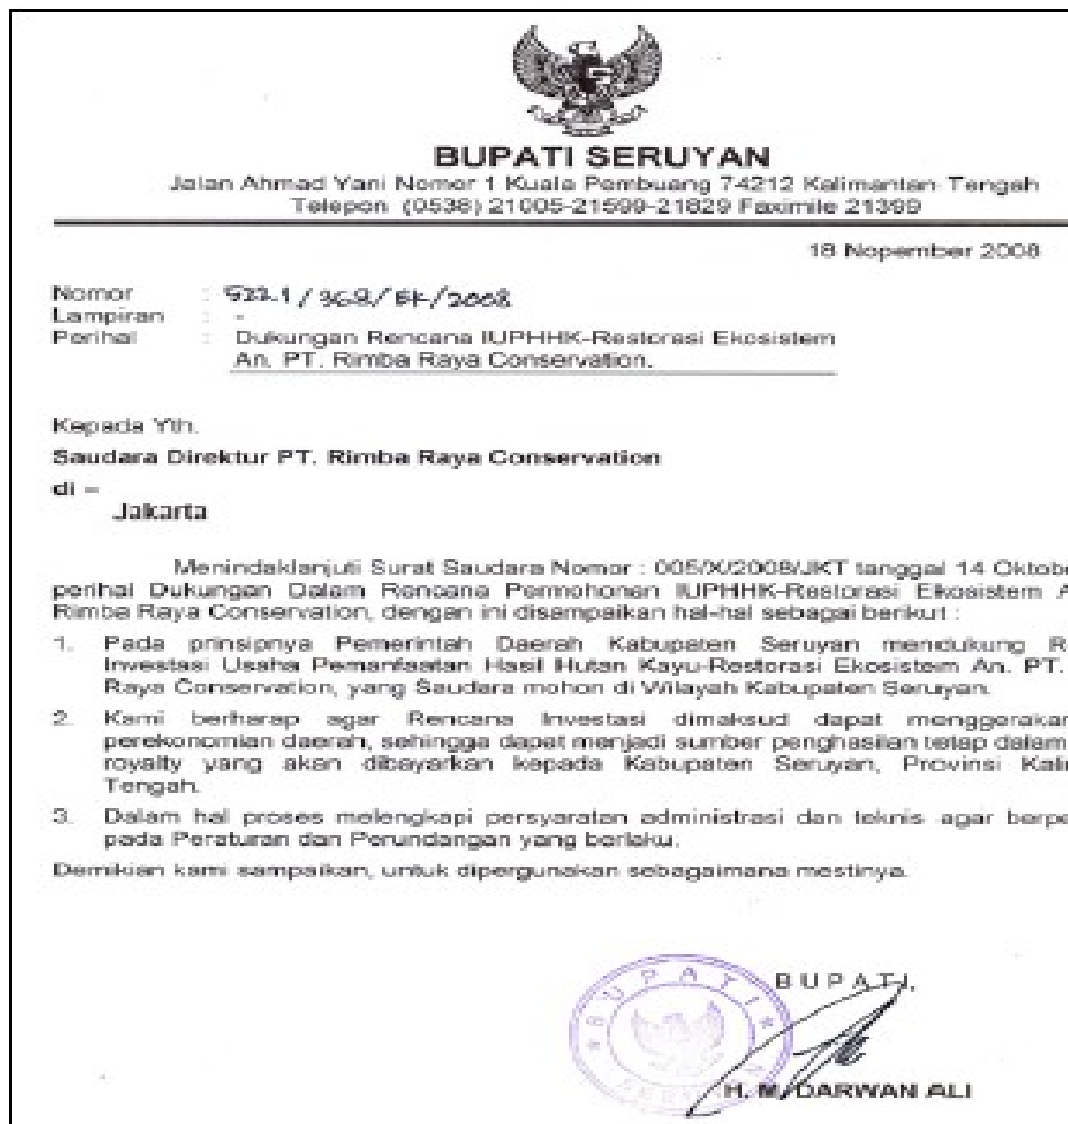 BUPATI SERUYAN
Jalan Ahmad Yani Nomor 1 Kuala Pembuang 74212 Kalimantan Tengah
Telepon (0538) 21005-21599-21829 Faximile 21399
18 Nopember 2008
Nomor : /EK/2008
Lampiran : -
Perihal : Dukungan Rencana IUPHHK-Restorasi Ekosistem
An. PT. Rimba Raya Conservation.
Kepada Yth.
Saudara Direktur PT. Rimba Raya Conservation
di –
Jakarta
Menindaklanjuti Surat Saudara Nomor : 005/X/2008/JKT tanggal 14 Oktobe
perihal Dukungan Dalam Rencana Permohonan IUPHHK-Restorasi Ekosistem A
Rimba Raya Conservation, dengan ini disampaikan hal-hal sebagai berikut :
1. Pada prinsipnya Pemerintah Daerah Kabupaten Seruyan mendukung R
Investasi Usaha Pemanfaatan Hasil Hutan Kayu-Restorasi Ekosistem An. PT.
Raya Conservation, yang Saudara mohon di Wilayah Kabupaten Seruyan.
2. Kami berharap agar Rencana Investasi dimaksud dapat menggerakan
perekonomian daerah, sehingga dapat menjadi sumber penghasilan tetap dalam
royalty yang akan dibayarkan kepada Kabupaten Seruyan, Provinsi Kali
Tengah.
3. Dalam hal proses melengkapi persyaratan administrasi dan teknis agar berpe
pada Peraturan dan Perundangan yang berlaku.
Demikian kami sampaikan, untuk dipergunakan sebagaimana mestinya.
BUPATI,
BUPATI
SERUYAN
H. M. DARWAN ALI